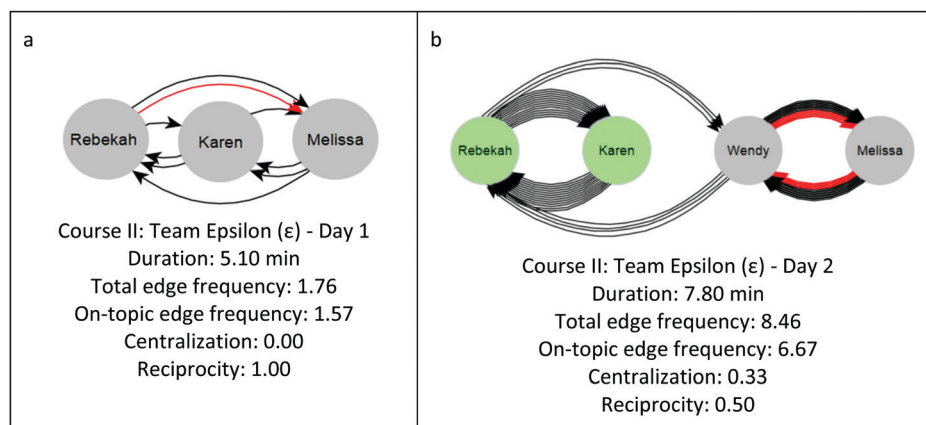 a
Rebekah
Karen
Melissa
Course II: Team Epsilon (ε) - Day 1
Duration: 5.10 min
Total edge frequency: 1.76
On-topic edge frequency: 1.57
Centralization: 0.00
Reciprocity: 1.00
b
Rebekah
Karen
Wendy
Melissa
Course II: Team Epsilon (ε) - Day 2
Duration: 7.80 min
Total edge frequency: 8.46
On-topic edge frequency: 6.67
Centralization: 0.33
Reciprocity: 0.50